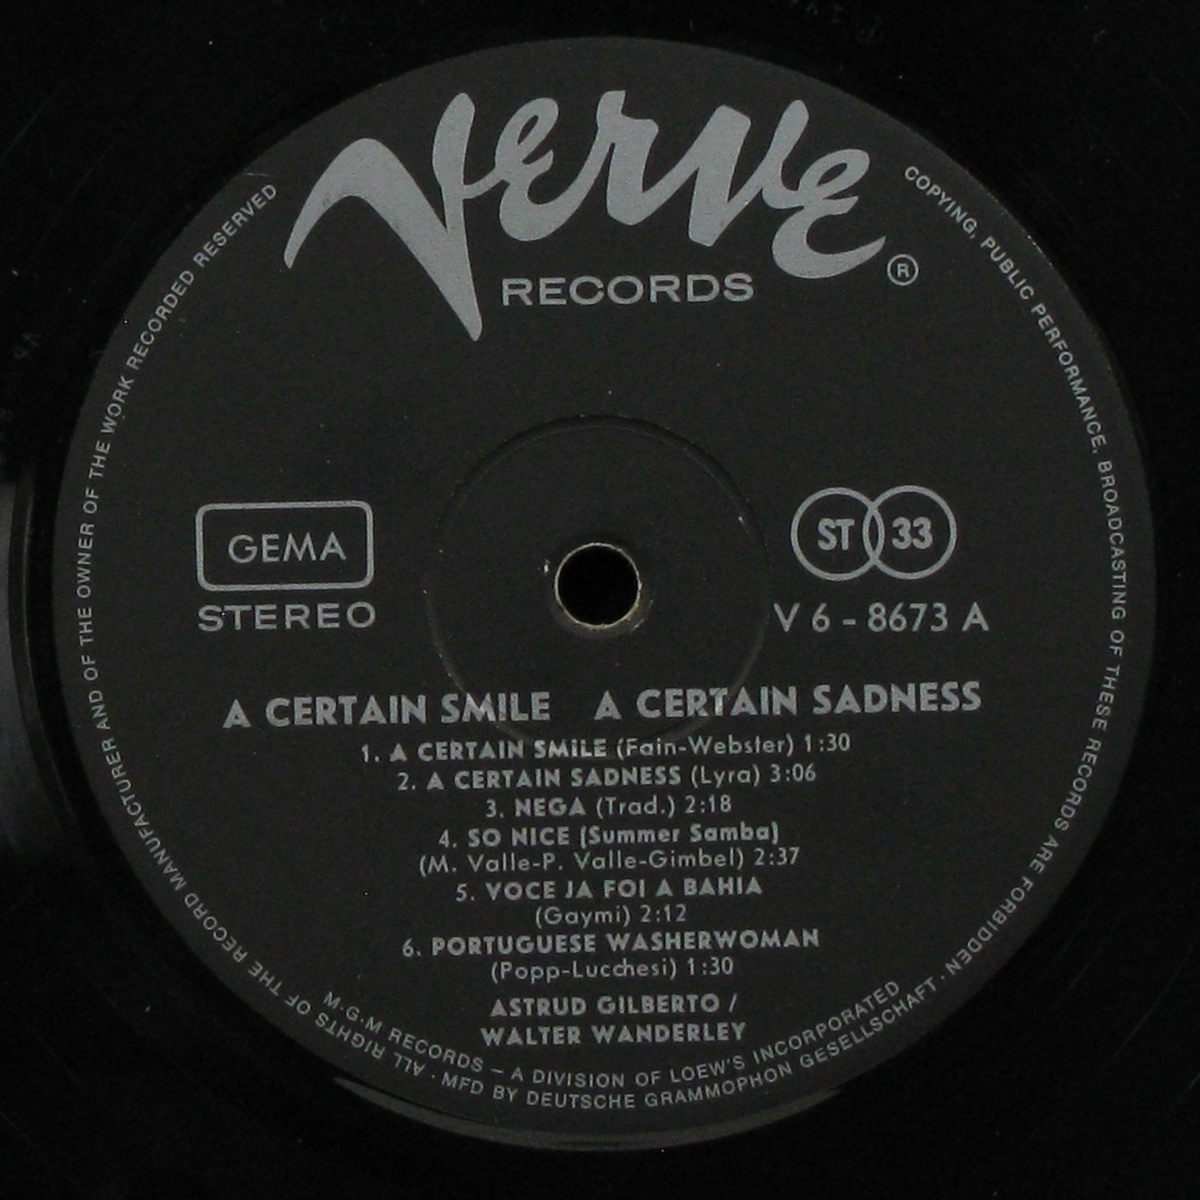 Verve
RECORDS
®
GEMA
STEREO
ST 33
V 6 - 8673 A
A CERTAIN SMILE   A CERTAIN SADNESS
1. A CERTAIN SMILE (Fain-Webster) 1:30
2. A CERTAIN SADNESS (Lyra) 3:06
3. NEGA (Trad.) 2:18
4. SO NICE (Summer Samba)
(M. Valle-P. Valle-Gimbel) 2:37
5. VOCE JA FOI A BAHIA
(Gaymi) 2:12
6. PORTUGUESE WASHERWOMAN
(Popp-Lucchesi) 1:30
ASTRUD GILBERTO /
WALTER WANDERLEY
M·G·M RECORDS — A DIVISION OF LOEW'S INCORPORATED
· MFD BY DEUTSCHE GRAMMOPHON GESELLSCHAFT · ALL RIGHTS OF THE RECORD MANUFACTURER AND OF THE OWNER OF THE WORK RECORDED RESERVED
COPYING, PUBLIC PERFORMANCE, BROADCASTING OF THESE RECORDS ARE FORBIDDEN